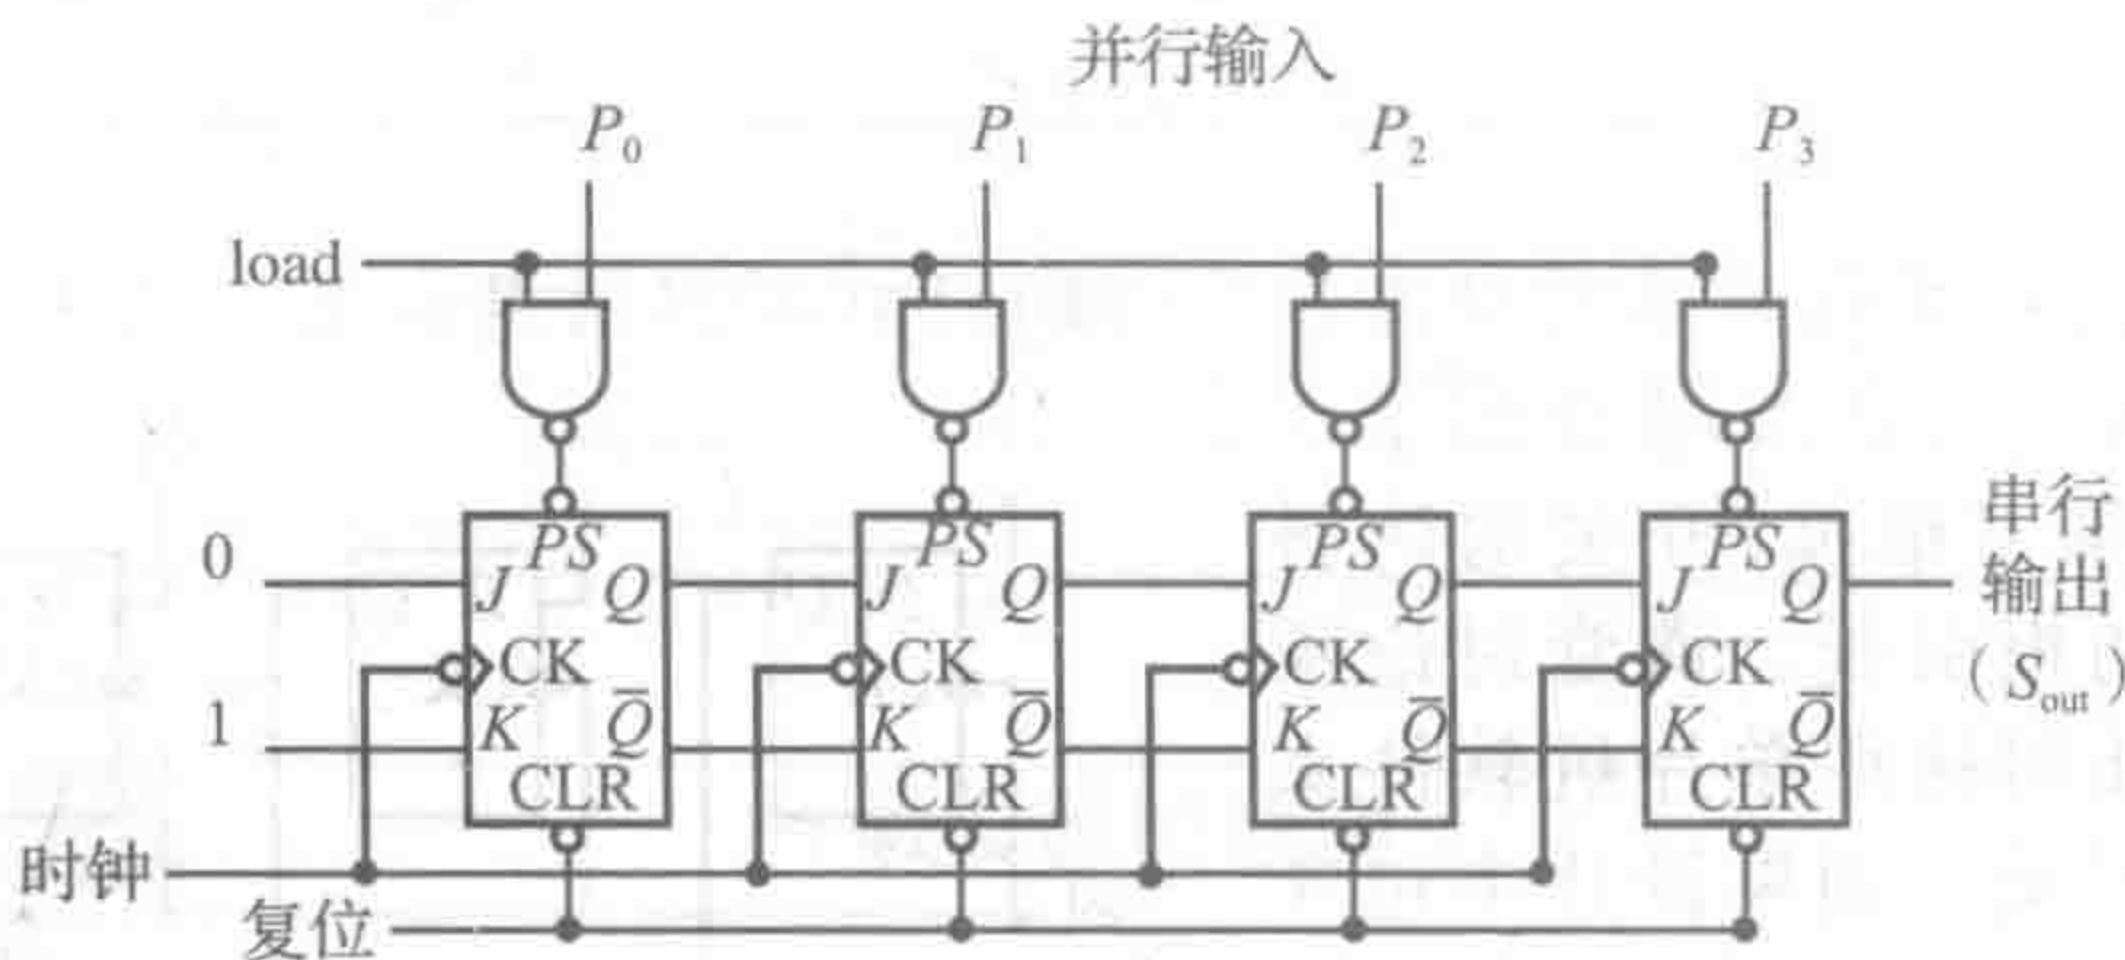 并行输入
P₀ P₁ P₂ P₃
load
PS PS PS PS
0 J Q J Q J Q J Q
串行
输出
(S_out)
CK CK CK CK
1 K Q̅ K Q̅ K Q̅ K Q̅
CLR CLR CLR CLR
时钟
复位